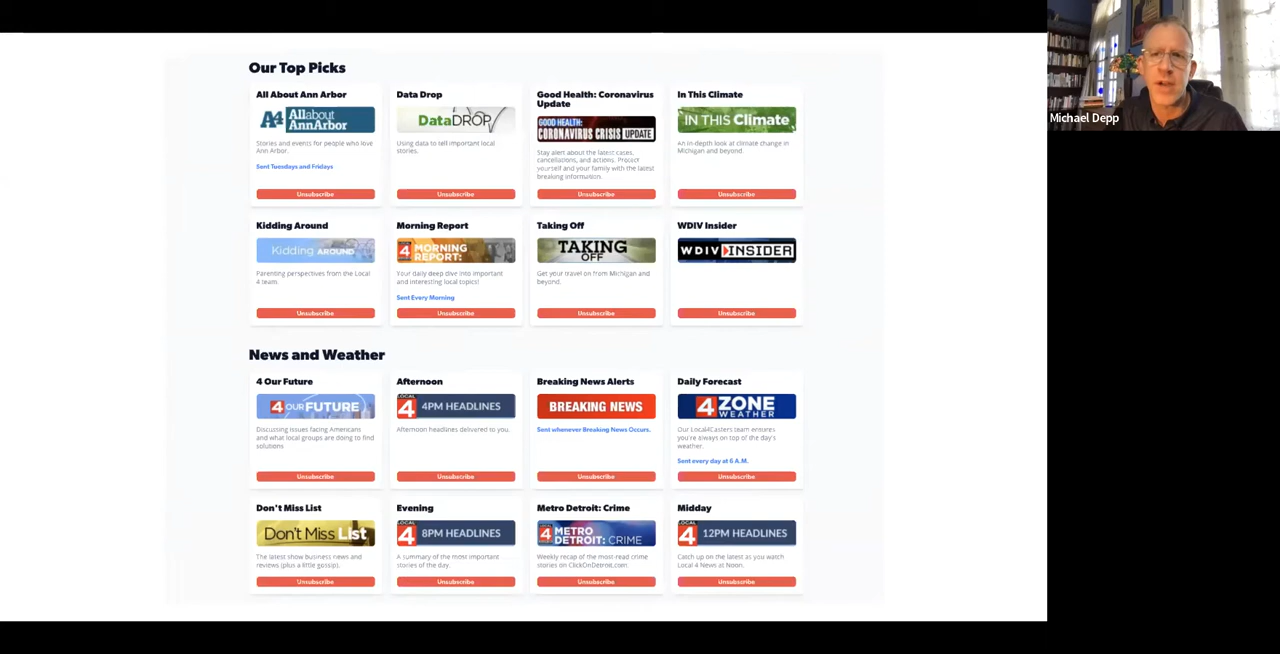 Our Top Picks
All About Ann Arbor
A4 All about AnnArbor
Stories and events for people who love
Ann Arbor.
Sent Tuesdays and Fridays
Unsubscribe
Data Drop
DataDROP
Using data to tell important local
stories.
Unsubscribe
Good Health: Coronavirus
Update
GOOD HEALTH:
CORONAVIRUS CRISIS UPDATE
Stay alert about the latest cases,
cancellations, and actions. Protect
yourself and your family with the latest
breaking information.
Unsubscribe
In This Climate
IN THIS Climate
An in-depth look at climate change in
Michigan and beyond.
Unsubscribe
Kidding Around
Kidding AROUND
Parenting perspectives from the Local
4 team.
Unsubscribe
Morning Report
4 MORNING
REPORT:
Your daily deep dive into important
and interesting local topics!
Sent Every Morning
Unsubscribe
Taking Off
TAKING
OFF
Get your travel on from Michigan and
beyond.
Unsubscribe
WDIV Insider
WDIV INSIDER
Unsubscribe
News and Weather
4 Our Future
4 OUR FUTURE
Discussing issues facing Americans
and what local groups are doing to find
solutions
Unsubscribe
Afternoon
LOCAL 4 4PM HEADLINES
Afternoon headlines delivered to you.
Unsubscribe
Breaking News Alerts
BREAKING NEWS
Sent whenever Breaking News Occurs.
Unsubscribe
Daily Forecast
4 ZONE
WEATHER
Our Local4Casters team ensures
you're always on top of the day's
weather.
Sent every day at 6 A.M.
Unsubscribe
Don't Miss List
Don't Miss List
The latest show business news and
reviews (plus a little gossip).
Unsubscribe
Evening
LOCAL 4 8PM HEADLINES
A summary of the most important
stories of the day.
Unsubscribe
Metro Detroit: Crime
LOCAL 4 METRO
DETROIT: CRIME
Weekly recap of the most-read crime
stories on ClickOnDetroit.com.
Unsubscribe
Midday
LOCAL 4 12PM HEADLINES
Catch up on the latest as you watch
Local 4 News at Noon.
Unsubscribe
Michael Depp